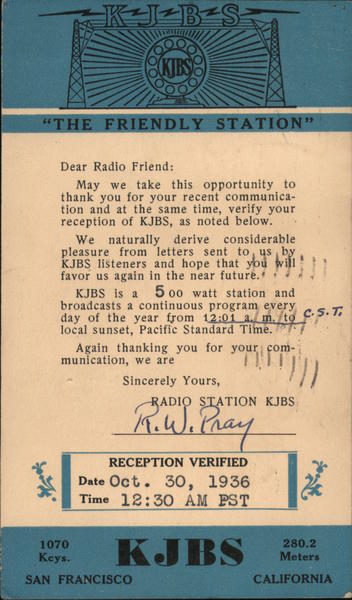 K·J·B·S
KJBS
"THE FRIENDLY STATION"
Dear Radio Friend:
May we take this opportunity to
thank you for your recent communica-
tion and at the same time, verify your
reception of KJBS, as noted below.
We naturally derive considerable
pleasure from letters sent to us by
KJBS listeners and hope that you will
favor us again in the near future.
KJBS is a 500 watt station and
broadcasts a continuous program every
day of the year from 12:01 a. m. to C.S.T.
local sunset, Pacific Standard Time.
Again thanking you for your com-
munication, we are
Sincerely Yours,
RADIO STATION KJBS
R.W. Pray
RECEPTION VERIFIED
Date Oct. 30, 1936
Time 12:30 AM PST
1070 KJBS 280.2
Kcys. Meters
SAN FRANCISCO CALIFORNIA